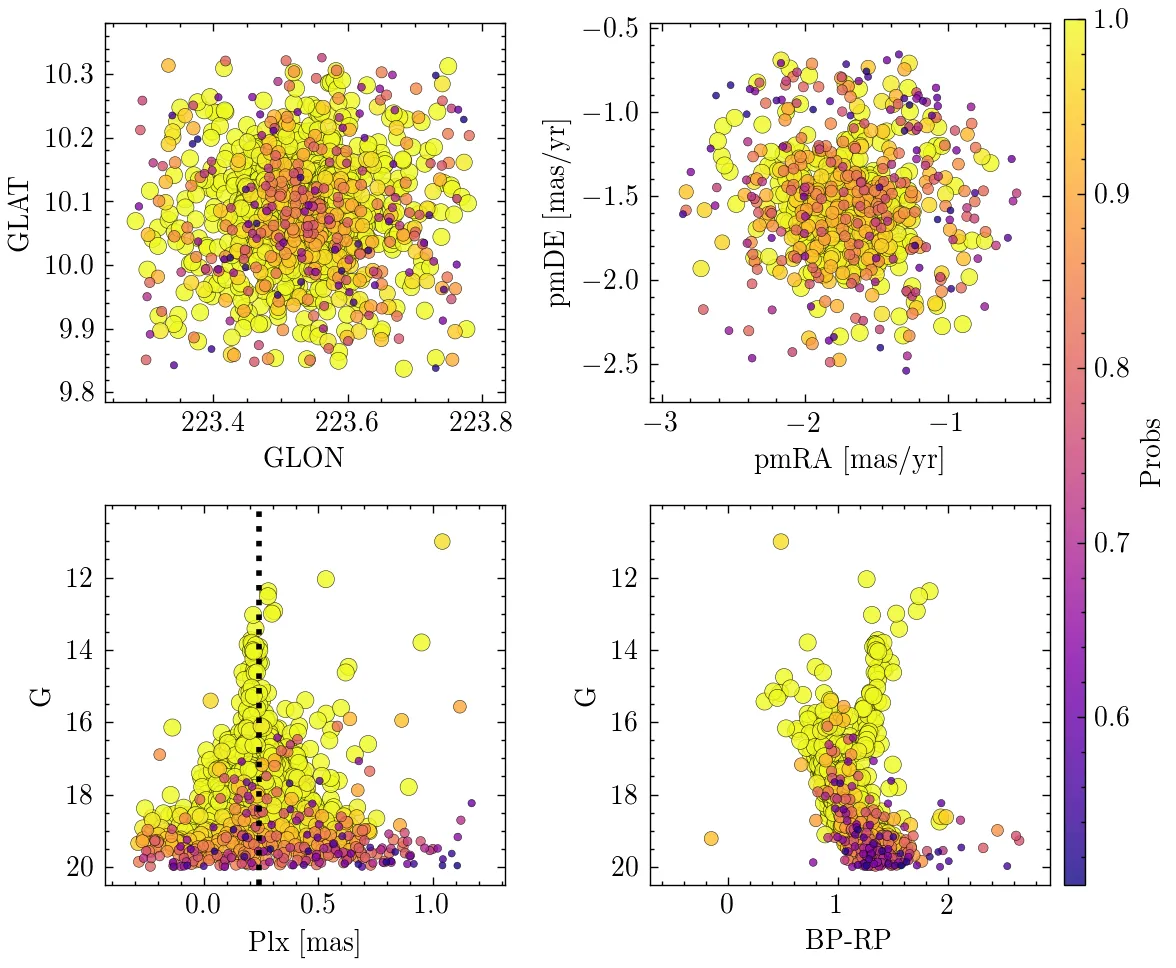 10.3
10.2
10.1
10.0
9.9
9.8
GLAT
223.4 223.6 223.8
GLON
−0.5
−1.0
−1.5
−2.0
−2.5
pmDE [mas/yr]
−3 −2 −1
pmRA [mas/yr]
1.0
0.9
0.8
0.7
0.6
Probs
12
14
16
18
20
G
0.0 0.5 1.0
Plx [mas]
12
14
16
18
20
G
0 1 2
BP-RP